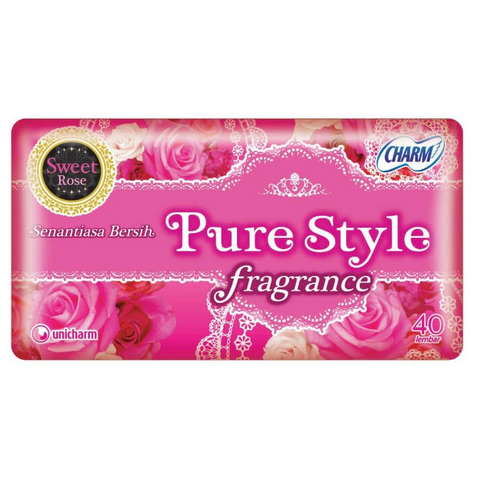 Sweet
Rose
CHARM
Senantiasa Bersih
Pure Style
fragrance
unicharm
40
lembar